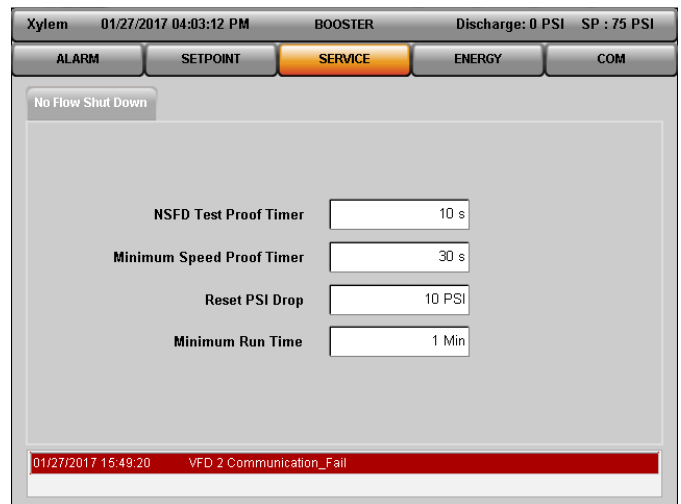 Xylem 01/27/2017 04:03:12 PM BOOSTER Discharge: 0 PSI SP : 75 PSI
ALARM SETPOINT SERVICE ENERGY COM
No Flow Shut Down
NSFD Test Proof Timer 10 s
Minimum Speed Proof Timer 30 s
Reset PSI Drop 10 PSI
Minimum Run Time 1 Min
01/27/2017 15:49:20 VFD 2 Communication_Fail